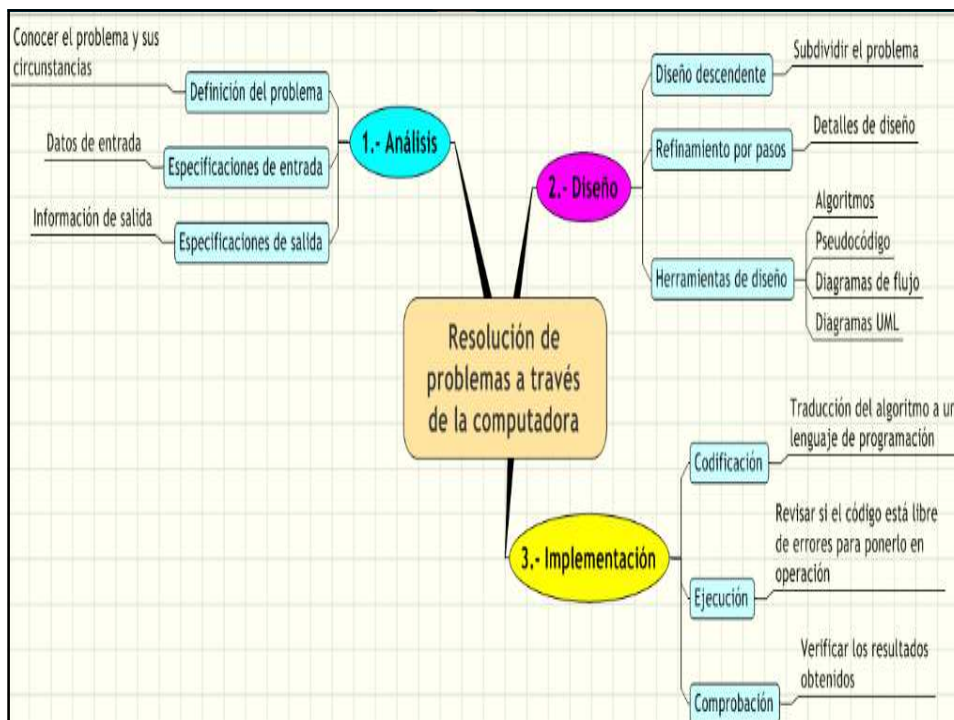 Resolución de
problemas a través
de la computadora
1.- Análisis
Definición del problema
Conocer el problema y sus
circunstancias
Especificaciones de entrada
Datos de entrada
Especificaciones de salida
Información de salida
2.- Diseño
Diseño descendente
Subdividir el problema
Refinamiento por pasos
Detalles de diseño
Herramientas de diseño
Algoritmos
Pseudocódigo
Diagramas de flujo
Diagramas UML
3.- Implementación
Codificación
Traducción del algoritmo a un
lenguaje de programación
Ejecución
Revisar si el código está libre
de errores para ponerlo en
operación
Comprobación
Verificar los resultados
obtenidos